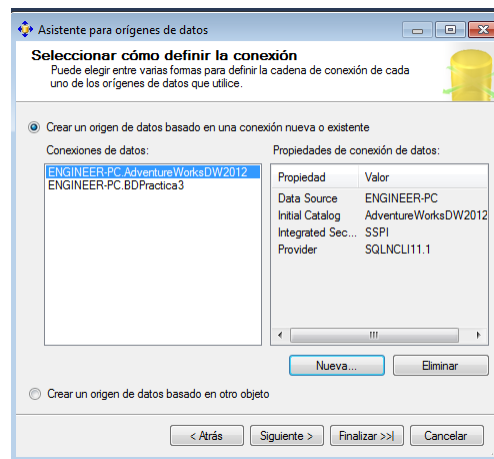 Asistente para orígenes de datos
Seleccionar cómo definir la conexión
Puede elegir entre varias formas para definir la cadena de conexión de cada
uno de los orígenes de datos que utilice.
Crear un origen de datos basado en una conexión nueva o existente
Conexiones de datos:
Propiedades de conexión de datos:
ENGINEER-PC.AdventureWorksDW2012
ENGINEER-PC.BDPractica3
Propiedad Valor
Data Source ENGINEER-PC
Initial Catalog AdventureWorksDW2012
Integrated Sec... SSPI
Provider SQLNCLI11.1
Nueva... Eliminar
Crear un origen de datos basado en otro objeto
< Atrás Siguiente > Finalizar >>| Cancelar